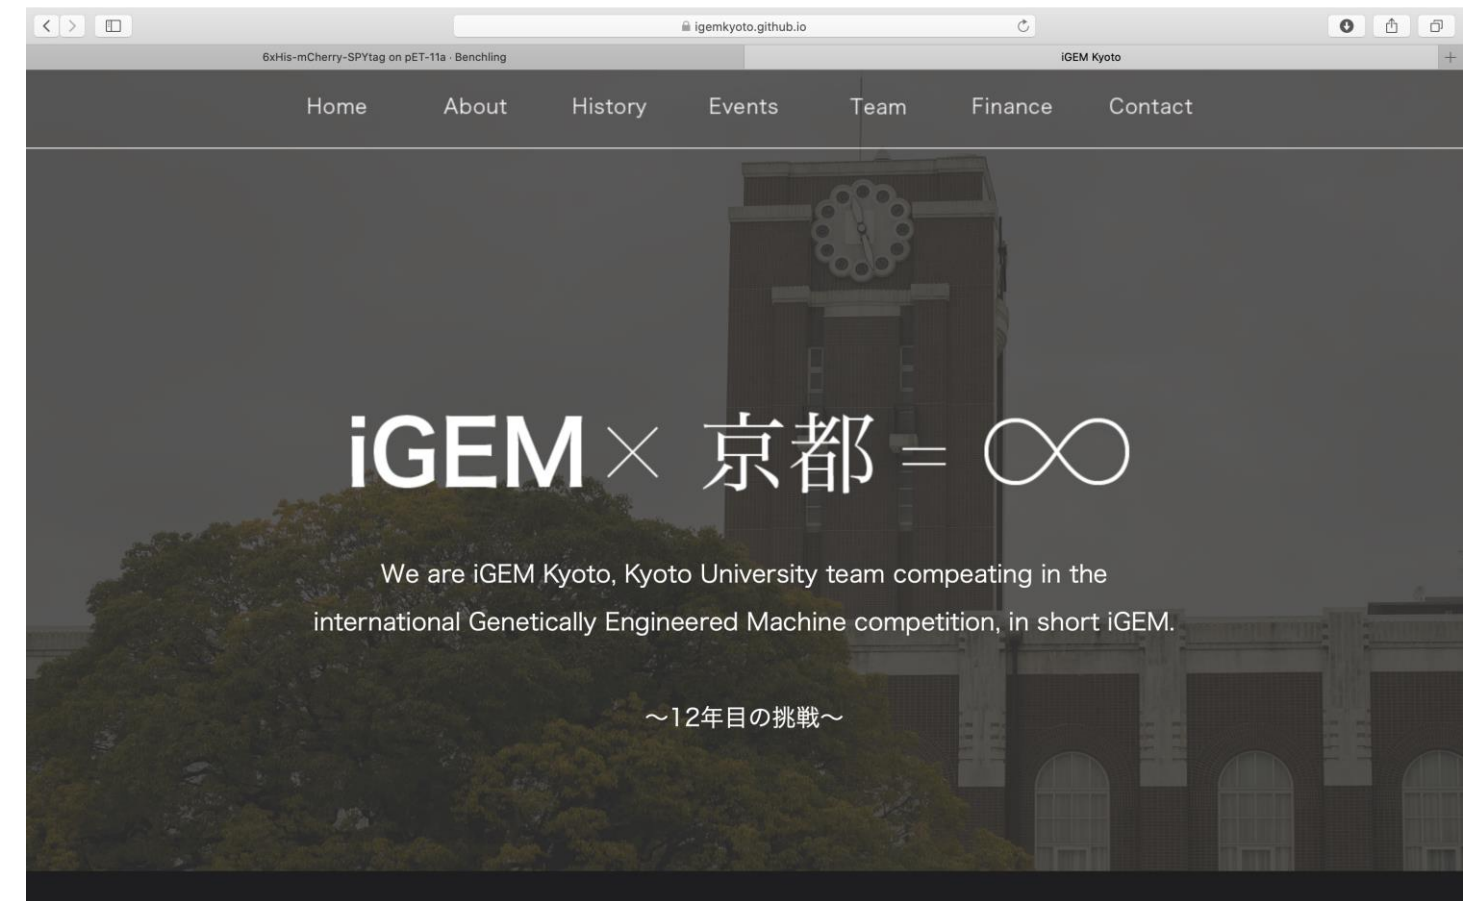 igemkyoto.github.io
6xHis-mCherry-SPYtag on pET-11a · Benchling
iGEM Kyoto
Home About History Events Team Finance Contact
iGEM× 京都 = ∞
We are iGEM Kyoto, Kyoto University team compeating in the
international Genetically Engineered Machine competition, in short iGEM.
〜12年目の挑戦〜